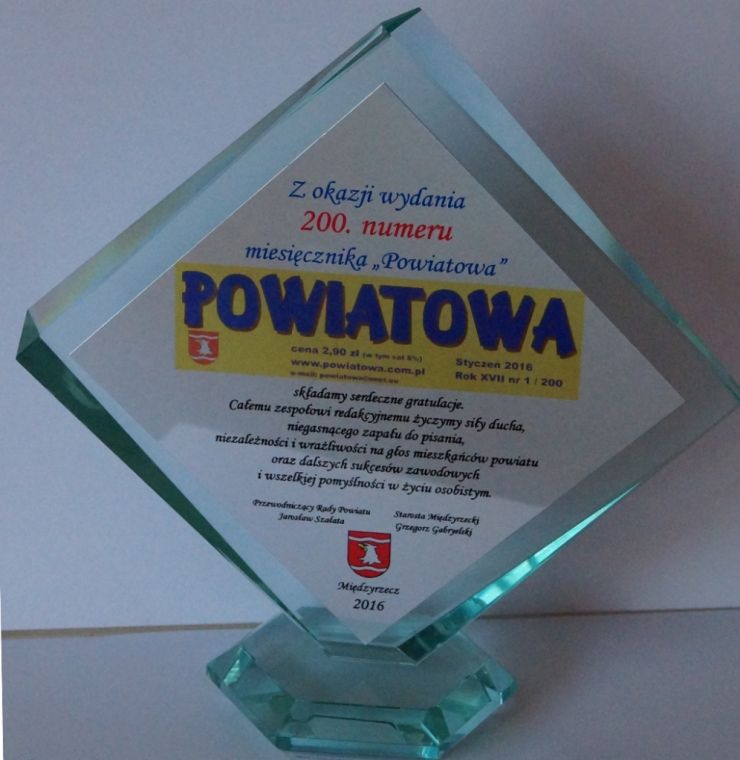 Z okazji wydania
200. numeru
miesięcznika „Powiatowa”
POWIATOWA
cena 2,90 zł (w tym vat 8%)
www.powiatowa.com.pl
Styczeń 2016
Rok XVII nr 1 / 200
składamy serdeczne gratulacje.
Całemu zespołowi redakcyjnemu życzymy siły ducha,
niegasnącego zapału do pisania,
niezależności i wrażliwości na głos mieszkańców powiatu
oraz dalszych sukcesów zawodowych
i wszelkiej pomyślności w życiu osobistym.
Przewodniczący Rady Powiatu
Jarosław Szałata
Starosta Międzyrzecki
Grzegorz Gabryelski
Międzyrzecz
2016